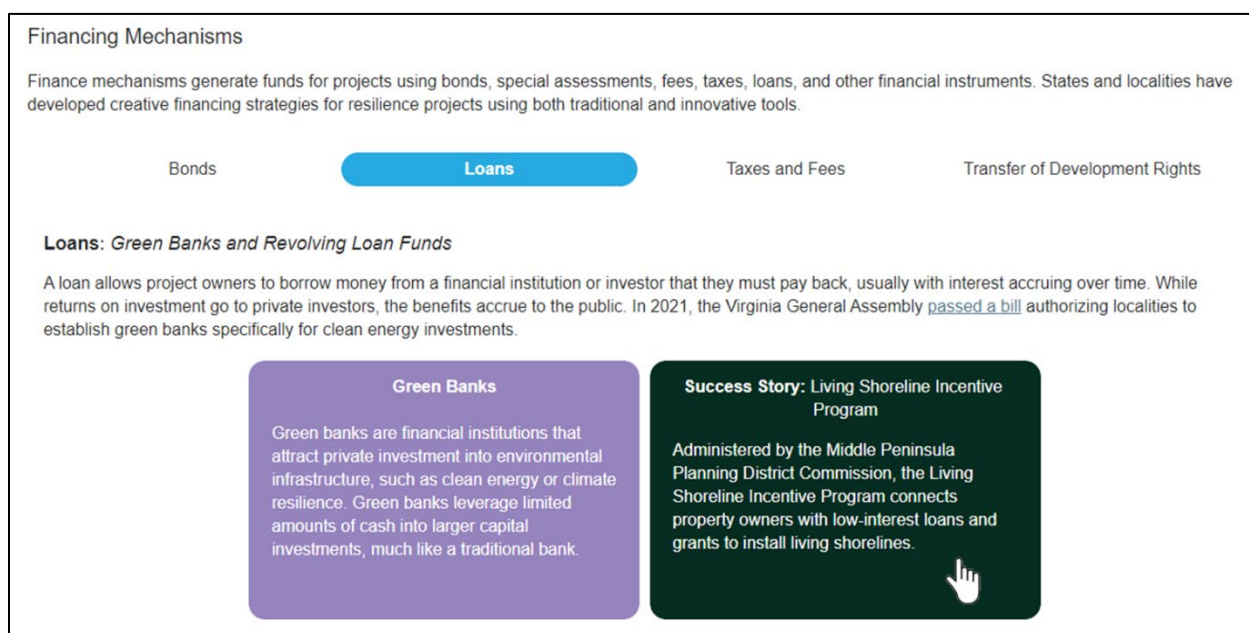 Financing Mechanisms
Finance mechanisms generate funds for projects using bonds, special assessments, fees, taxes, loans, and other financial instruments. States and localities have
developed creative financing strategies for resilience projects using both traditional and innovative tools.
Bonds Loans Taxes and Fees Transfer of Development Rights
Loans: Green Banks and Revolving Loan Funds
A loan allows project owners to borrow money from a financial institution or investor that they must pay back, usually with interest accruing over time. While
returns on investment go to private investors, the benefits accrue to the public. In 2021, the Virginia General Assembly passed a bill authorizing localities to
establish green banks specifically for clean energy investments.
Green Banks
Green banks are financial institutions that
attract private investment into environmental
infrastructure, such as clean energy or climate
resilience. Green banks leverage limited
amounts of cash into larger capital
investments, much like a traditional bank.
Success Story: Living Shoreline Incentive
Program
Administered by the Middle Peninsula
Planning District Commission, the Living
Shoreline Incentive Program connects
property owners with low-interest loans and
grants to install living shorelines.